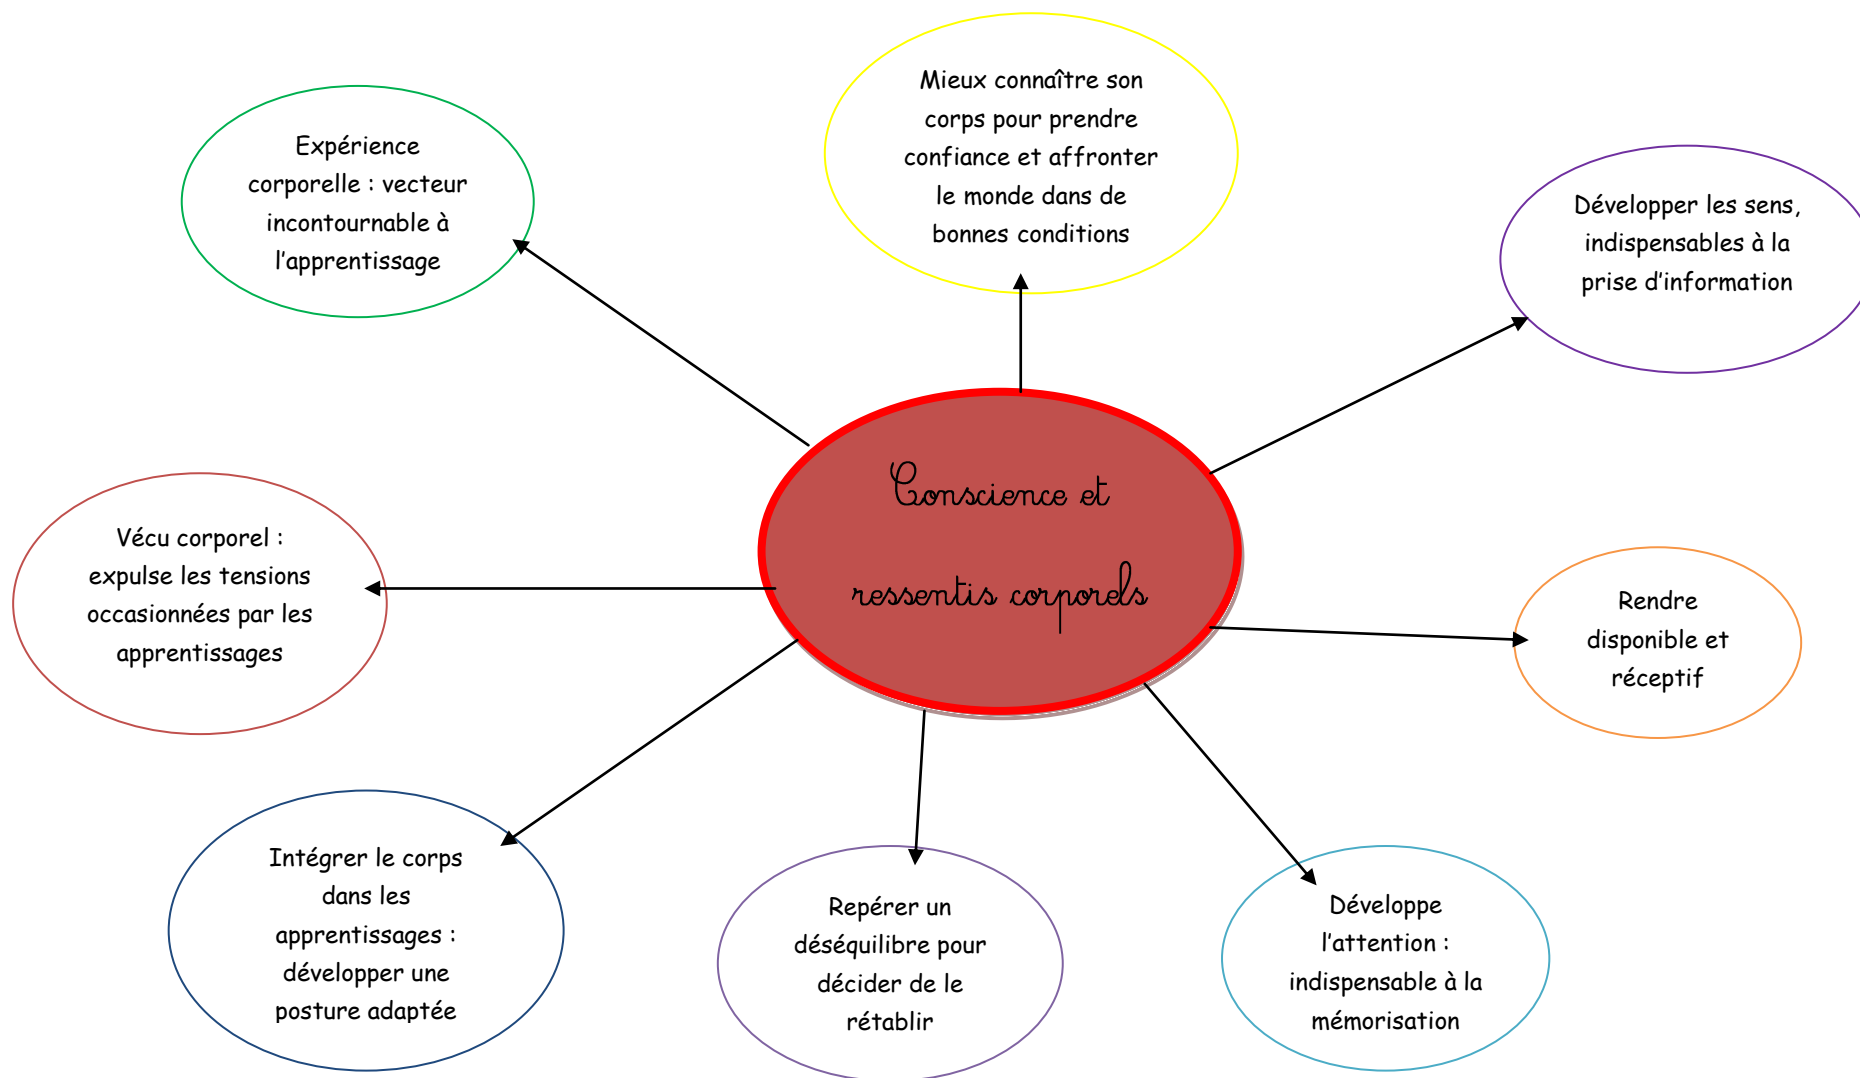 Mieux connaître son
corps pour prendre
confiance et affronter
le monde dans de
bonnes conditions
Expérience
corporelle : vecteur
incontournable à
l'apprentissage
Développer les sens,
indispensables à la
prise d'information
Conscience et
ressentis corporels
Vécu corporel :
expulse les tensions
occasionnées par les
apprentissages
Rendre
disponible et
réceptif
Intégrer le corps
dans les
apprentissages :
développer une
posture adaptée
Repérer un
déséquilibre pour
décider de le
rétablir
Développe
l'attention :
indispensable à la
mémorisation